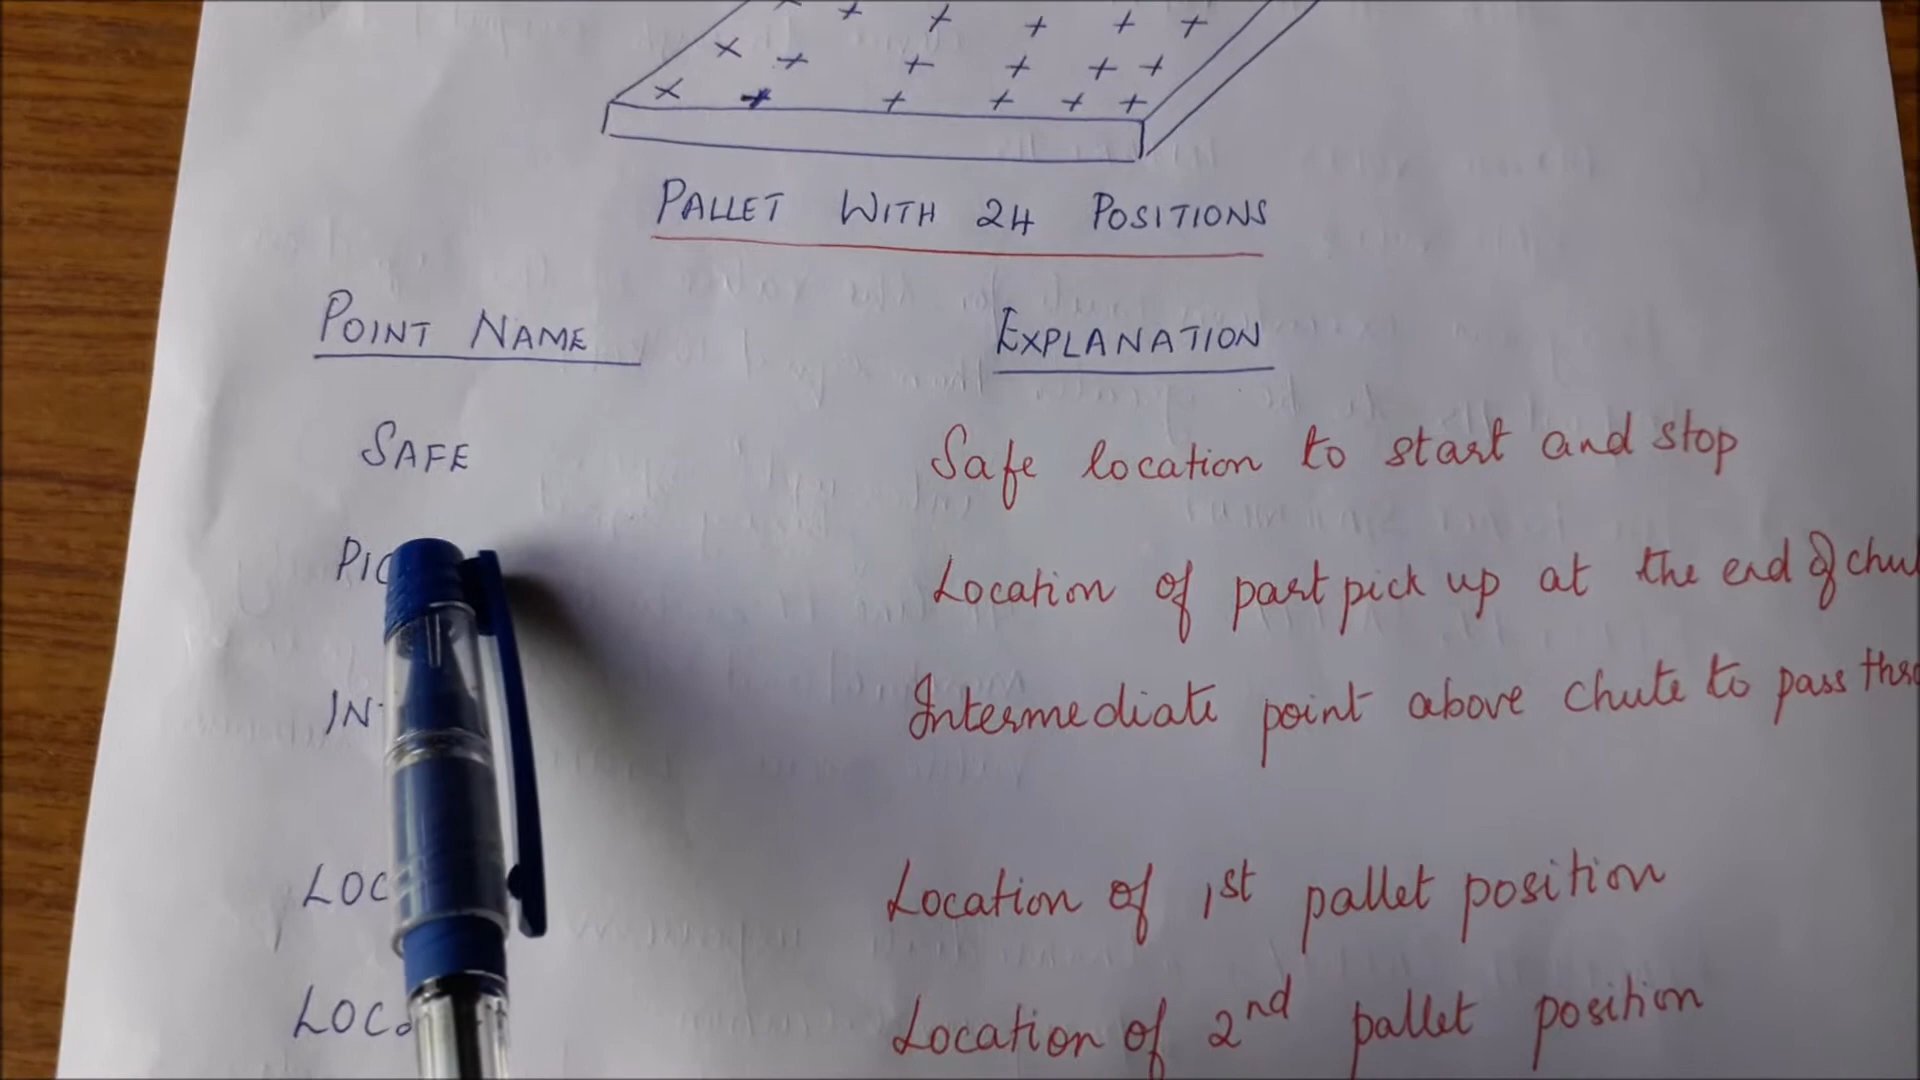 PALLET WITH 24 POSITIONS
POINT NAME EXPLANATION
SAFE Safe location to start and stop
Location of part pick up at the end of
Intermediate point above chute to pass
Location of 1st pallet position
Location of 2nd pallet position